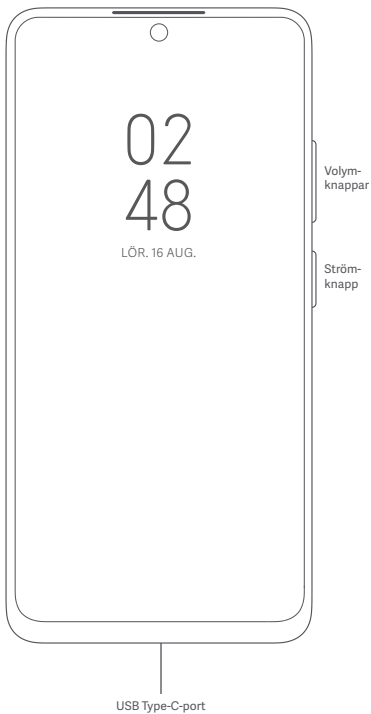 02
48
LÖR. 16 AUG.
Volym-
knappar
Ström-
knapp
USB Type-C-port